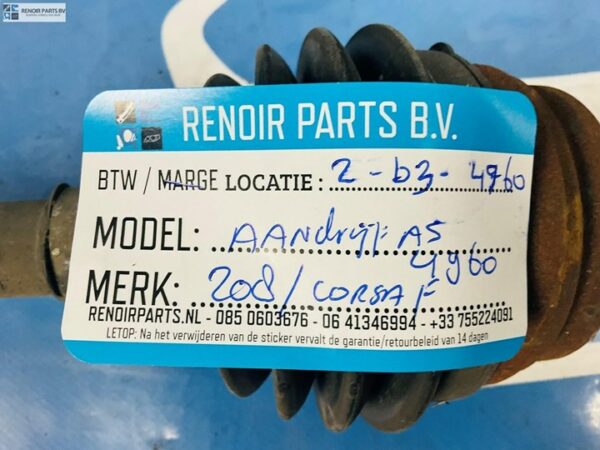 RENOIR PARTS BV
RENOIR PARTS B.V.
BTW / MARGE LOCATIE : 2-b3-4760
MODEL: AANdrijf AS
4960
MERK: 208 / CORSA F
RENOIRPARTS.NL - 085 0603676 - 06 41346994 - +33 755224091
LETOP: Na het verwijderen van de sticker vervalt de garantie/retourbeleid van 14 dagen